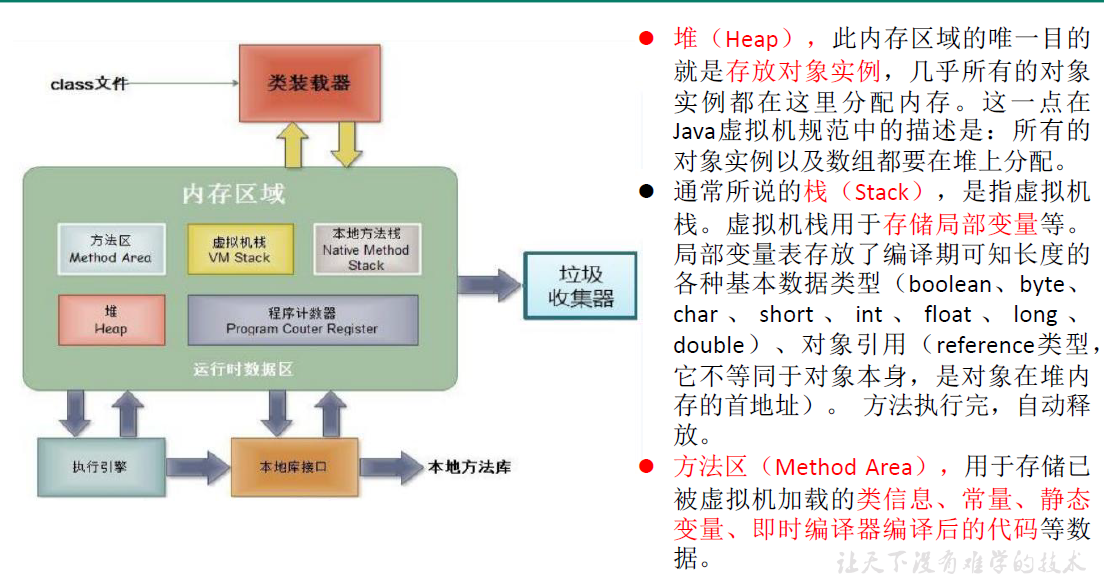 class文件
类装载器
内存区域
方法区
Method Area
虚拟机栈
VM Stack
本地方法栈
Native Method
Stack
堆
Heap
程序计数器
Program Couter Register
运行时数据区
垃圾
收集器
执行引擎
本地库接口
本地方法库
● 堆（Heap），此内存区域的唯一目的
就是存放对象实例，几乎所有的对象
实例都在这里分配内存。这一点在
Java虚拟机规范中的描述是：所有的
对象实例以及数组都要在堆上分配。
● 通常所说的栈（Stack），是指虚拟机
栈。虚拟机栈用于存储局部变量等。
局部变量表存放了编译期可知长度的
各种基本数据类型（boolean、byte、
char 、 short 、 int 、 float 、 long 、
double）、对象引用（reference类型，
它不等同于对象本身，是对象在堆内
存的首地址）。 方法执行完，自动释
放。
● 方法区（Method Area），用于存储已
被虚拟机加载的类信息、常量、静态
变量、即时编译器编译后的代码等数
据。
让天下没有难学的技术